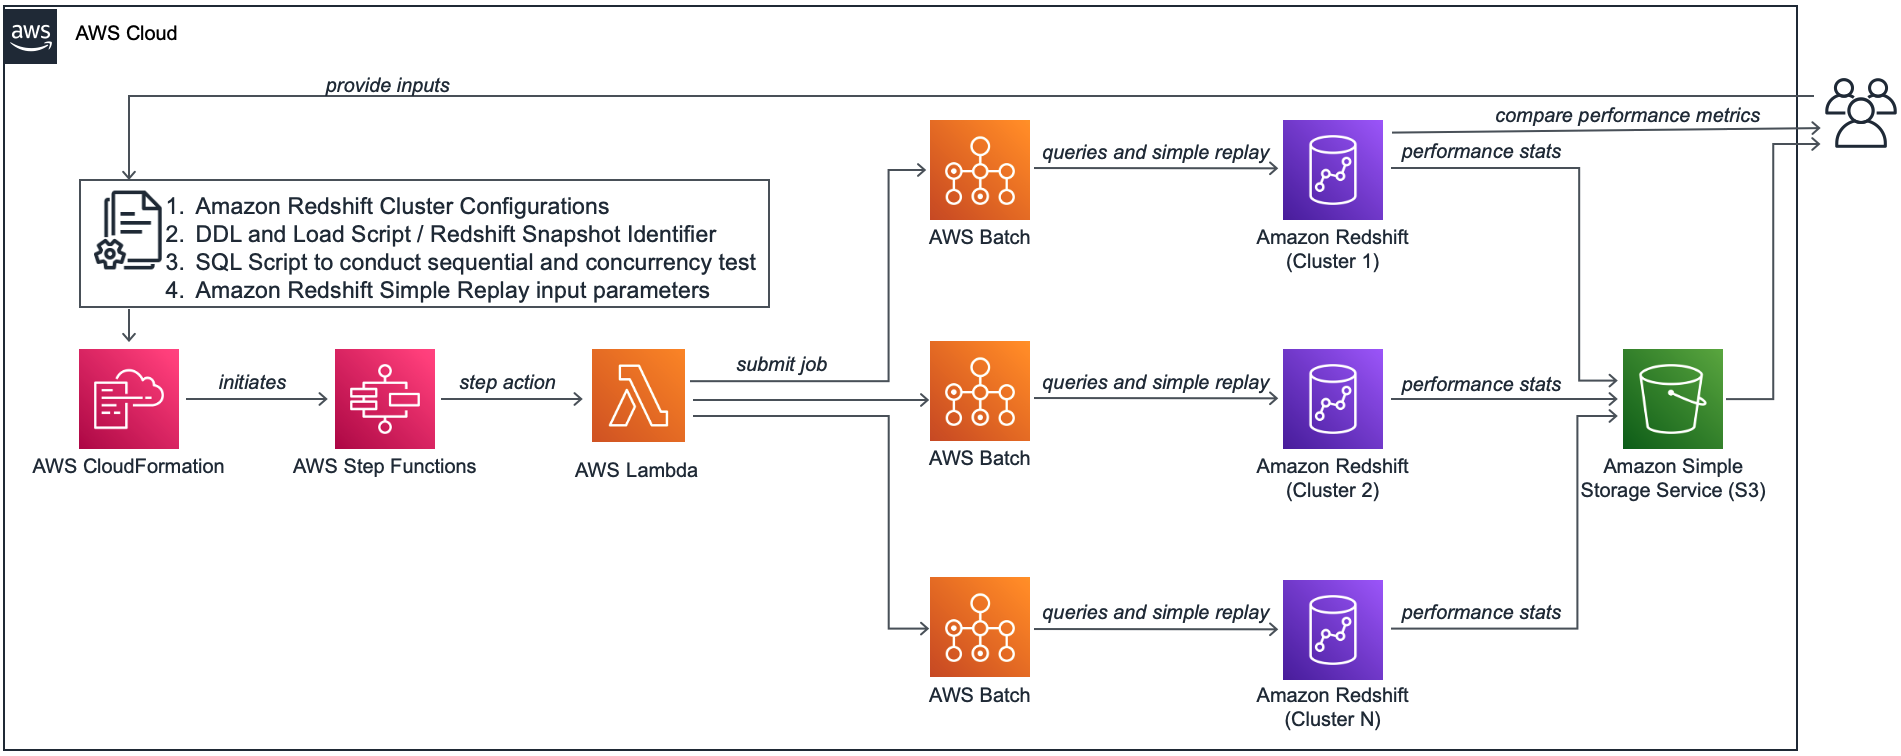 aws
AWS Cloud
provide inputs
compare performance metrics
1. Amazon Redshift Cluster Configurations
2. DDL and Load Script / Redshift Snapshot Identifier
3. SQL Script to conduct sequential and concurrency test
4. Amazon Redshift Simple Replay input parameters
queries and simple replay
performance stats
AWS Batch
Amazon Redshift
(Cluster 1)
initiates
step action
submit job
queries and simple replay
performance stats
AWS CloudFormation
AWS Step Functions
AWS Lambda
AWS Batch
Amazon Redshift
(Cluster 2)
Amazon Simple
Storage Service (S3)
queries and simple replay
performance stats
AWS Batch
Amazon Redshift
(Cluster N)